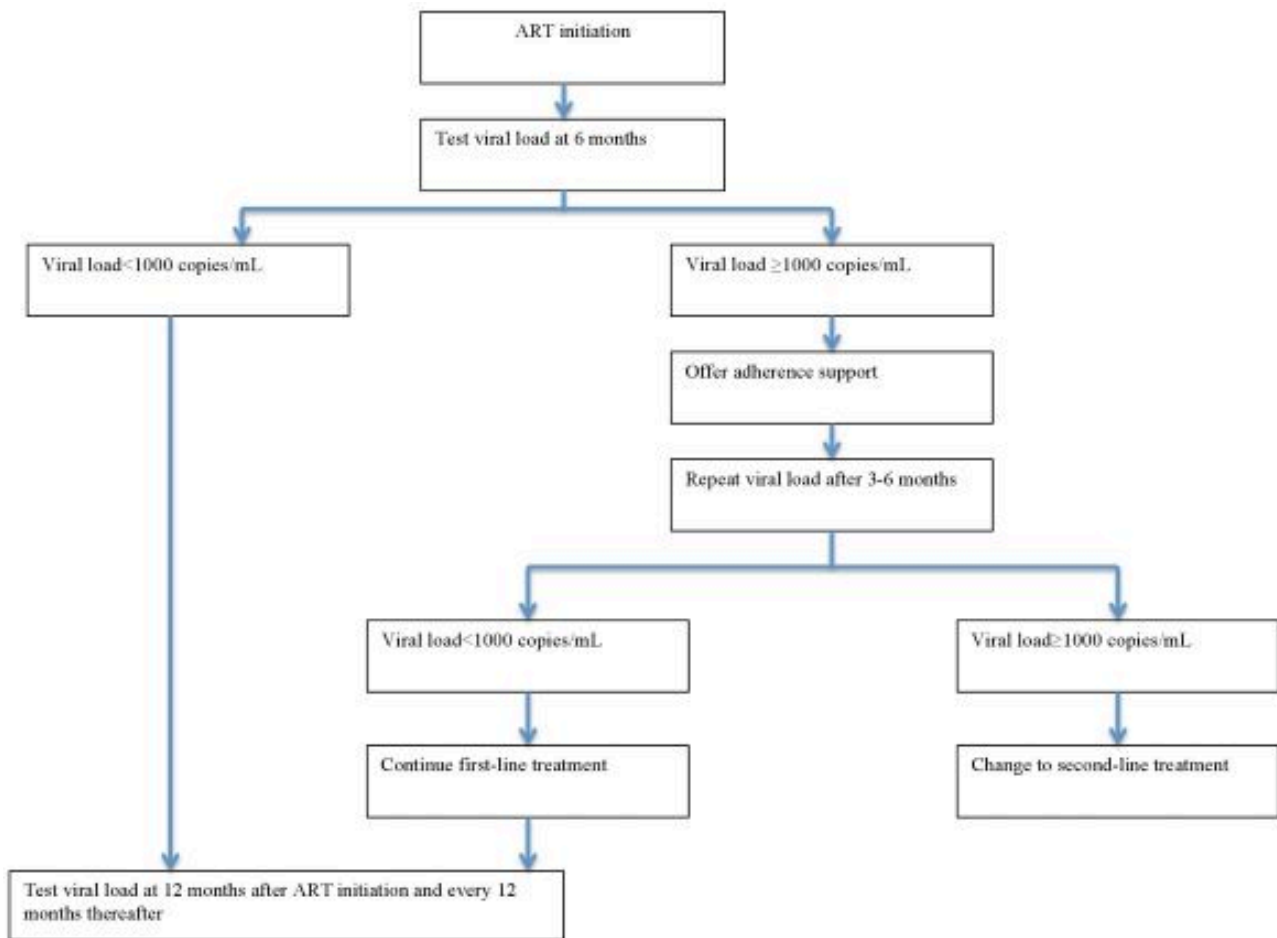 ART initiation
Test viral load at 6 months
Viral load<1000 copies/mL
Viral load ≥1000 copies/mL
Offer adherence support
Repeat viral load after 3-6 months
Viral load<1000 copies/mL
Viral load≥1000 copies/mL
Continue first-line treatment
Change to second-line treatment
Test viral load at 12 months after ART initiation and every 12
months thereafter